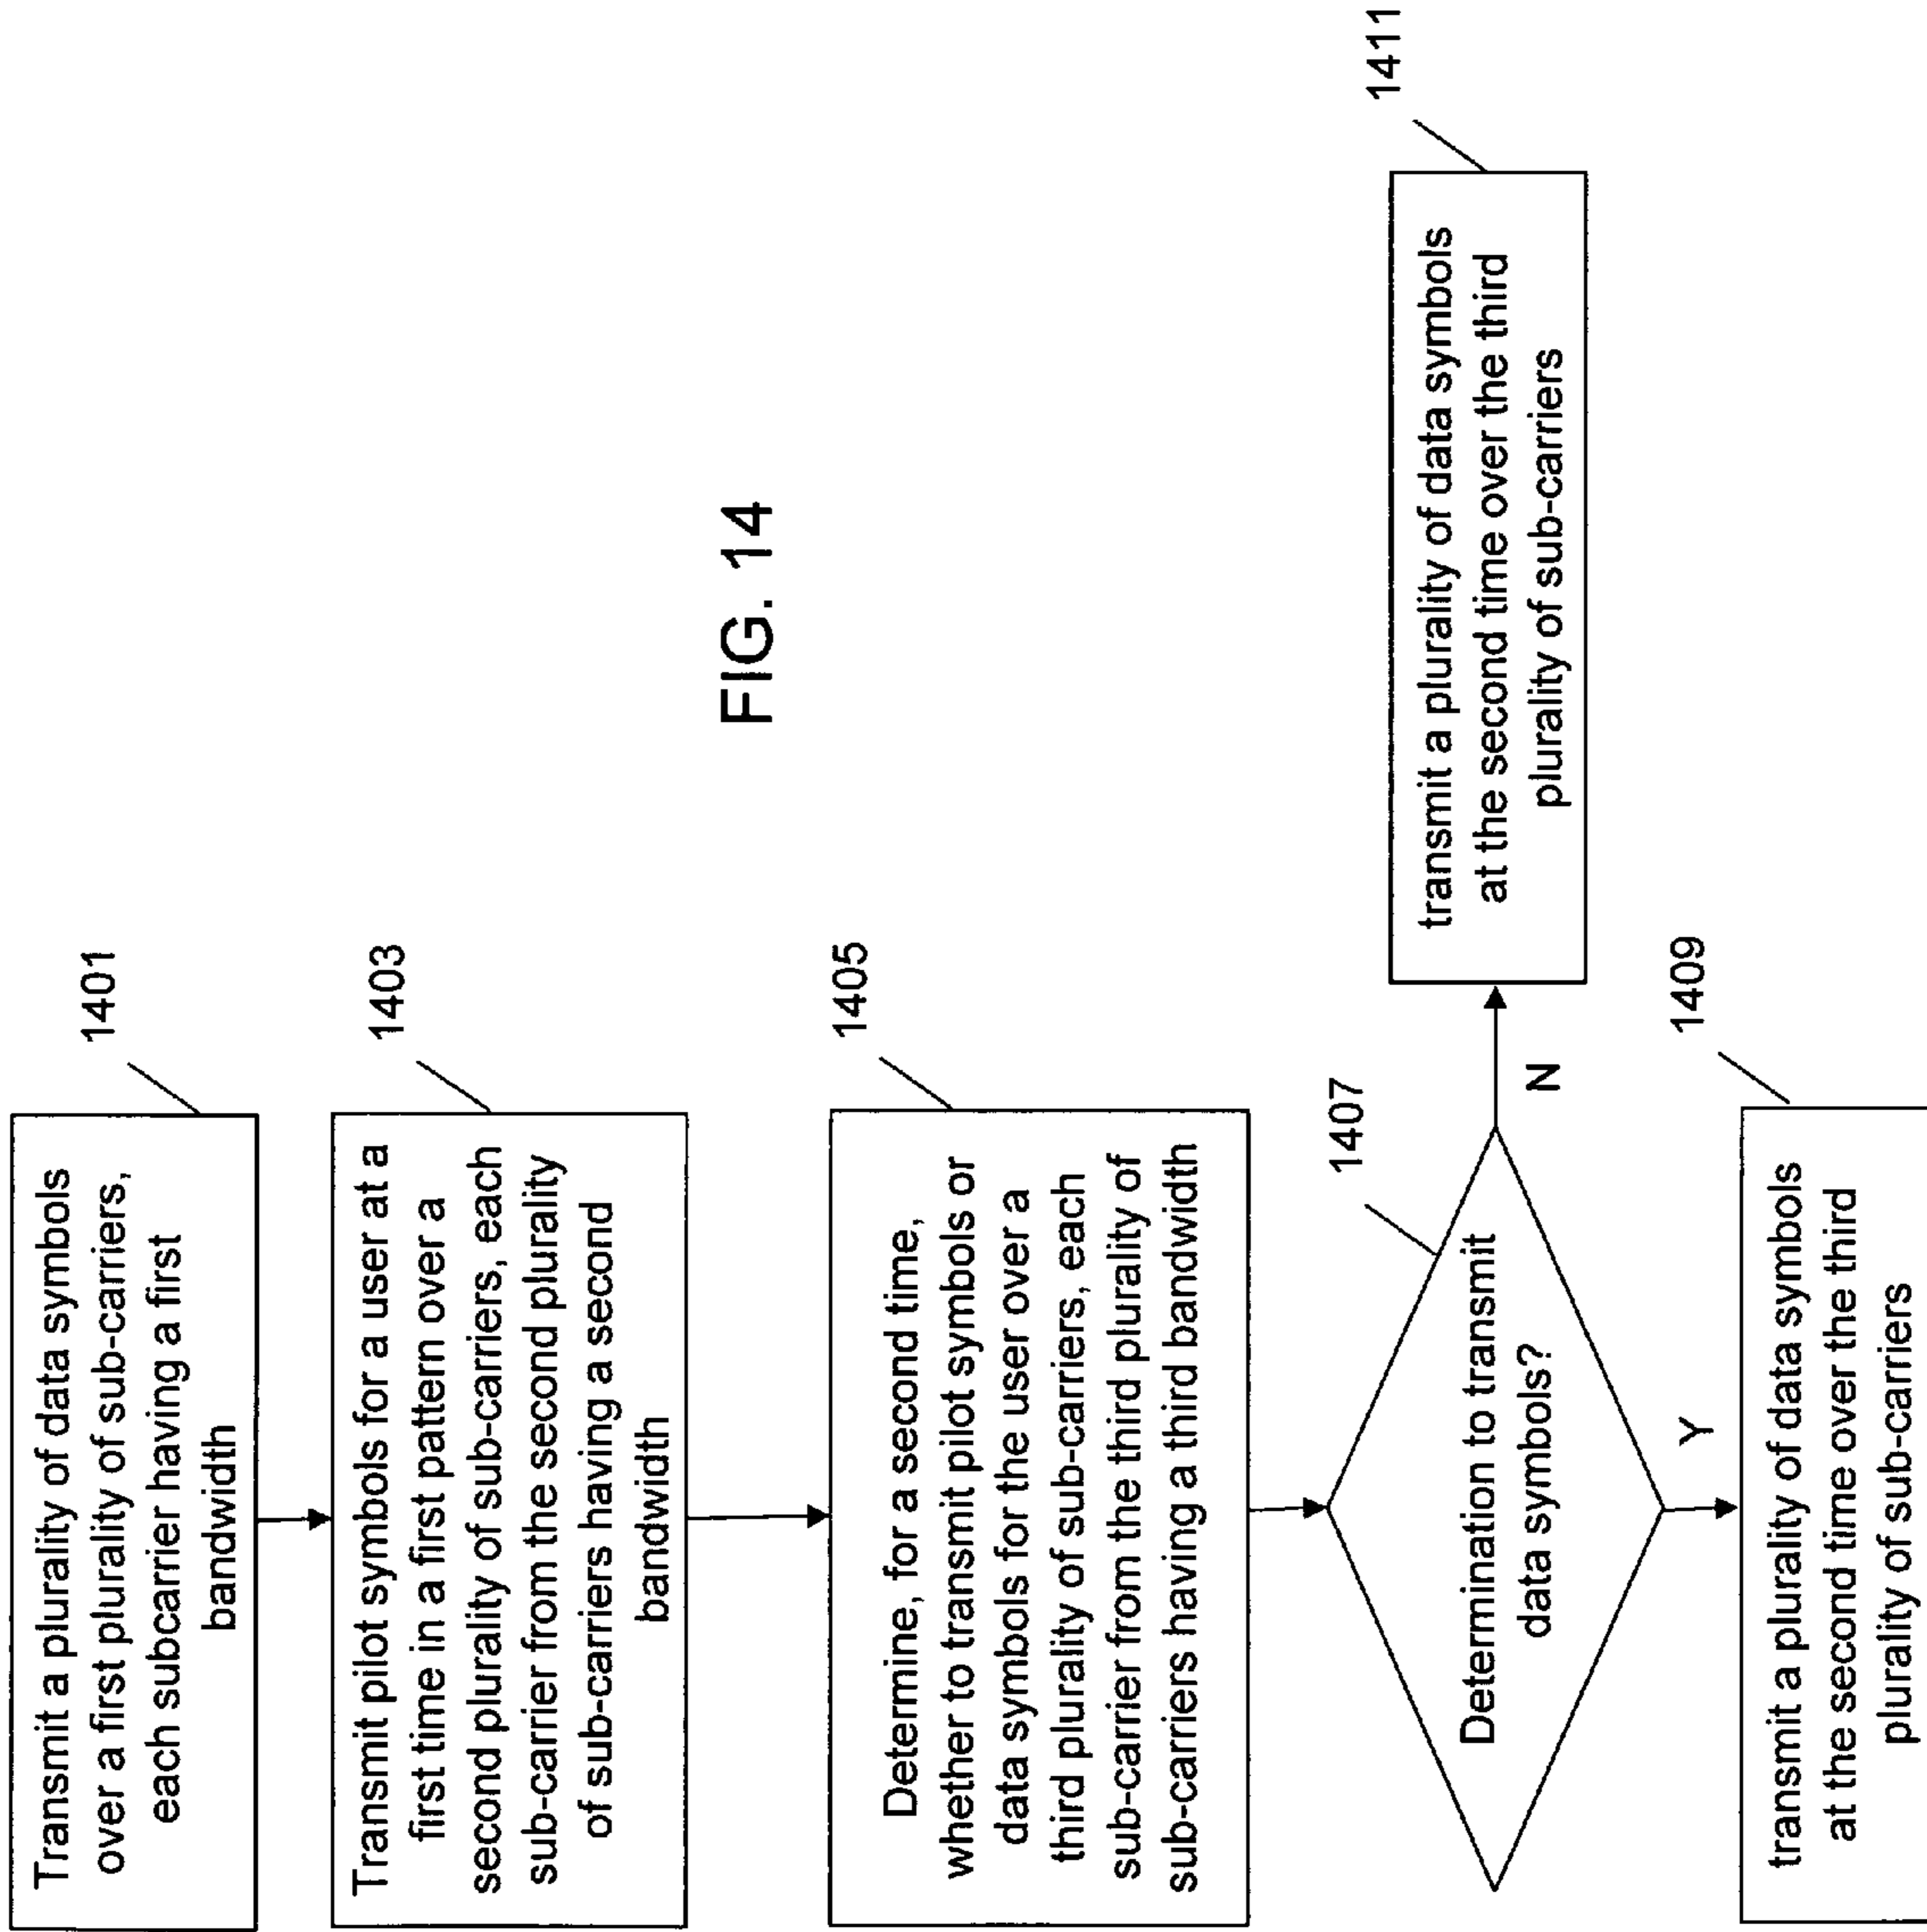 Transmit a plurality of data symbols
over a first plurality of sub-carriers,
each subcarrier having a first
bandwidth
1401
Transmit pilot symbols for a user at a
first time in a first pattern over a
second plurality of sub-carriers, each
sub-carrier from the second plurality
of sub-carriers having a second
bandwidth
1403
Determine, for a second time,
whether to transmit pilot symbols or
data symbols for the user over a
third plurality of sub-carriers, each
sub-carrier from the third plurality of
sub-carriers having a third bandwidth
1405
Determination to transmit
data symbols?
1407
N
Y
transmit a plurality of data symbols
at the second time over the third
plurality of sub-carriers
1411
transmit a plurality of data symbols
at the second time over the third
plurality of sub-carriers
1409
FIG. 14